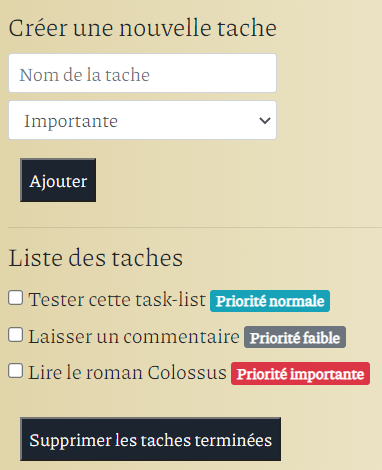 Créer une nouvelle tache
Nom de la tache
Importante
Ajouter
Liste des taches
Tester cette task-list Priorité normale
Laisser un commentaire Priorité faible
Lire le roman Colossus Priorité importante
Supprimer les taches terminées